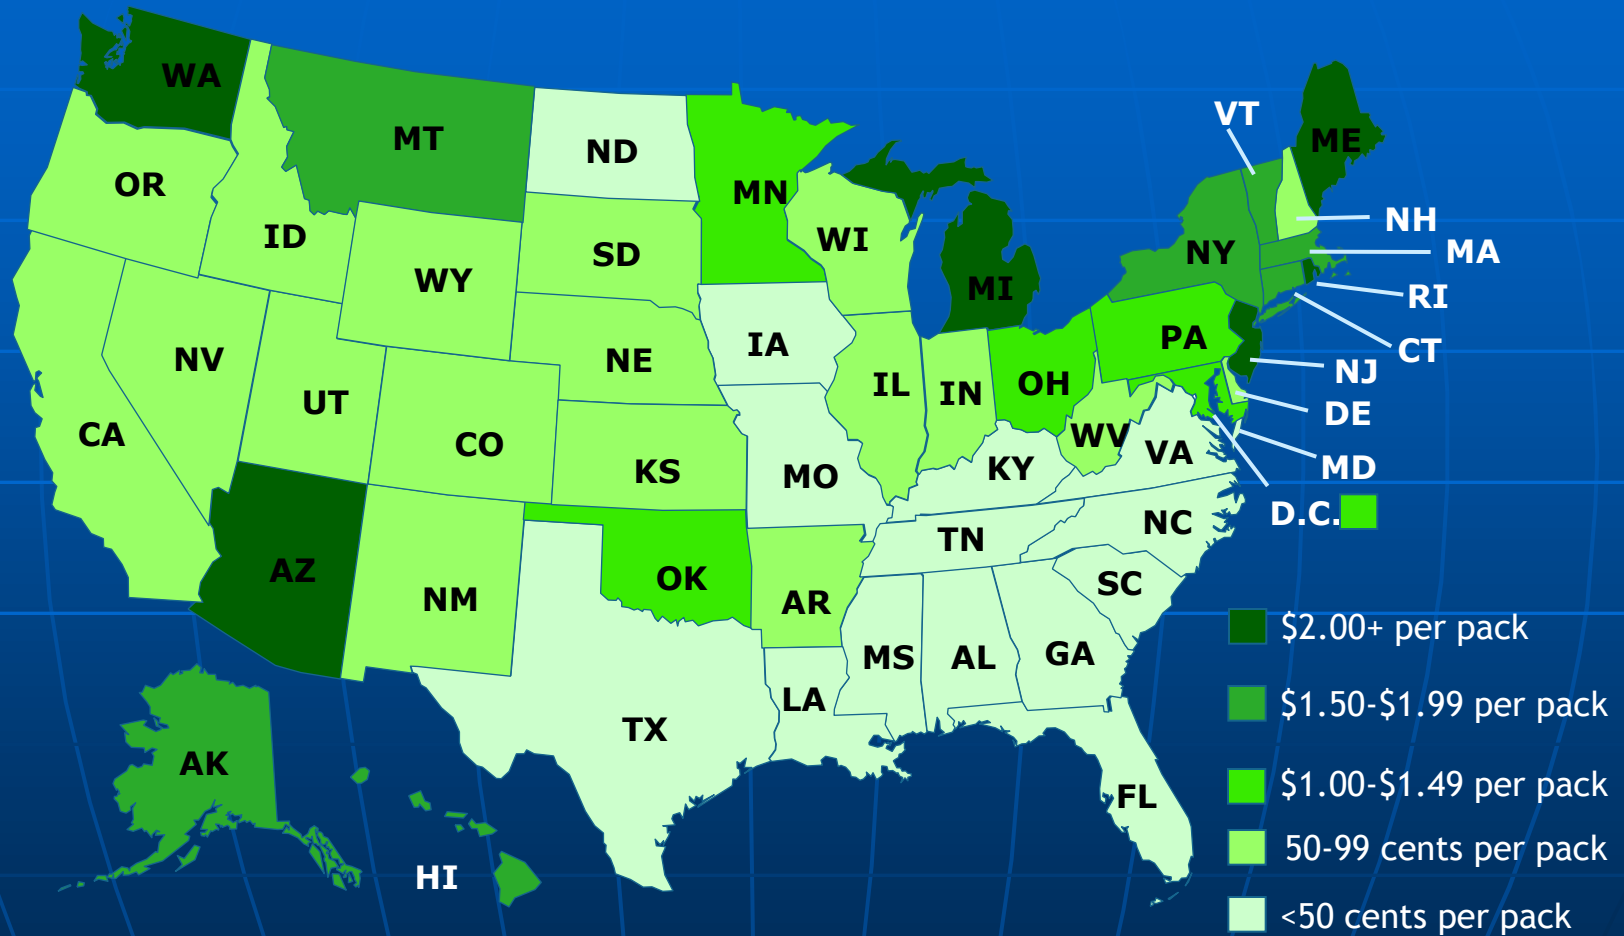 WA
MT
ND
MN
VT
ME
OR
ID
WY
SD
WI
MI
NY
NH
MA
RI
CT
NV
UT
CO
NE
IA
IL
IN
OH
PA
NJ
DE
MD
D.C.
CA
KS
MO
KY
WV
VA
AZ
NM
OK
AR
TN
NC
SC
TX
LA
MS
AL
GA
FL
AK
HI
$2.00+ per pack
$1.50-$1.99 per pack
$1.00-$1.49 per pack
50-99 cents per pack
<50 cents per pack